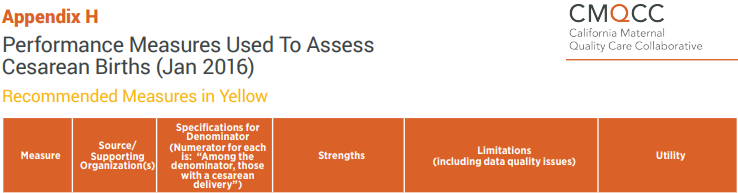 Appendix H
Performance Measures Used To Assess
Cesarean Births (Jan 2016)
Recommended Measures in Yellow
CMQCC
California Maternal
Quality Care Collaborative
Measure
Source/
Supporting
Organization(s)
Specifications for
Denominator
(Numerator for each
is: “Among the
denominator, those
with a cesarean
delivery”)
Strengths
Limitations
(including data quality issues)
Utility